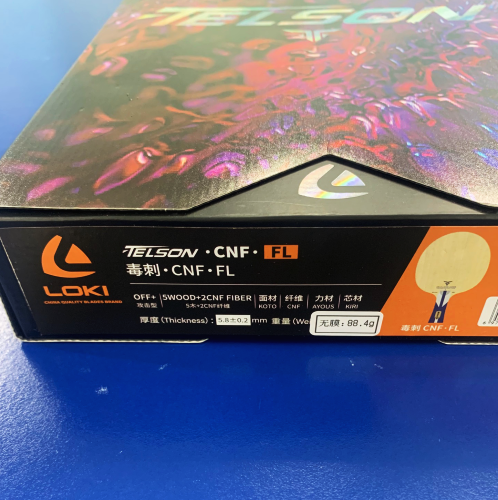 TELSON
TELSON · CNF · FL
毒刺 · CNF · FL
LOKI
CHINA QUALITY BLADES BRAND
OFF+ 5WOOD+2CNF FIBER 面材 纤维 力材 芯材
攻击型 5木+2CNF纤维 KOTO CNF AYOUS KIRI
厚度(Thickness): 5.8±0.2 mm 重量(We
无膜:88.4g
毒刺 CNF · FL